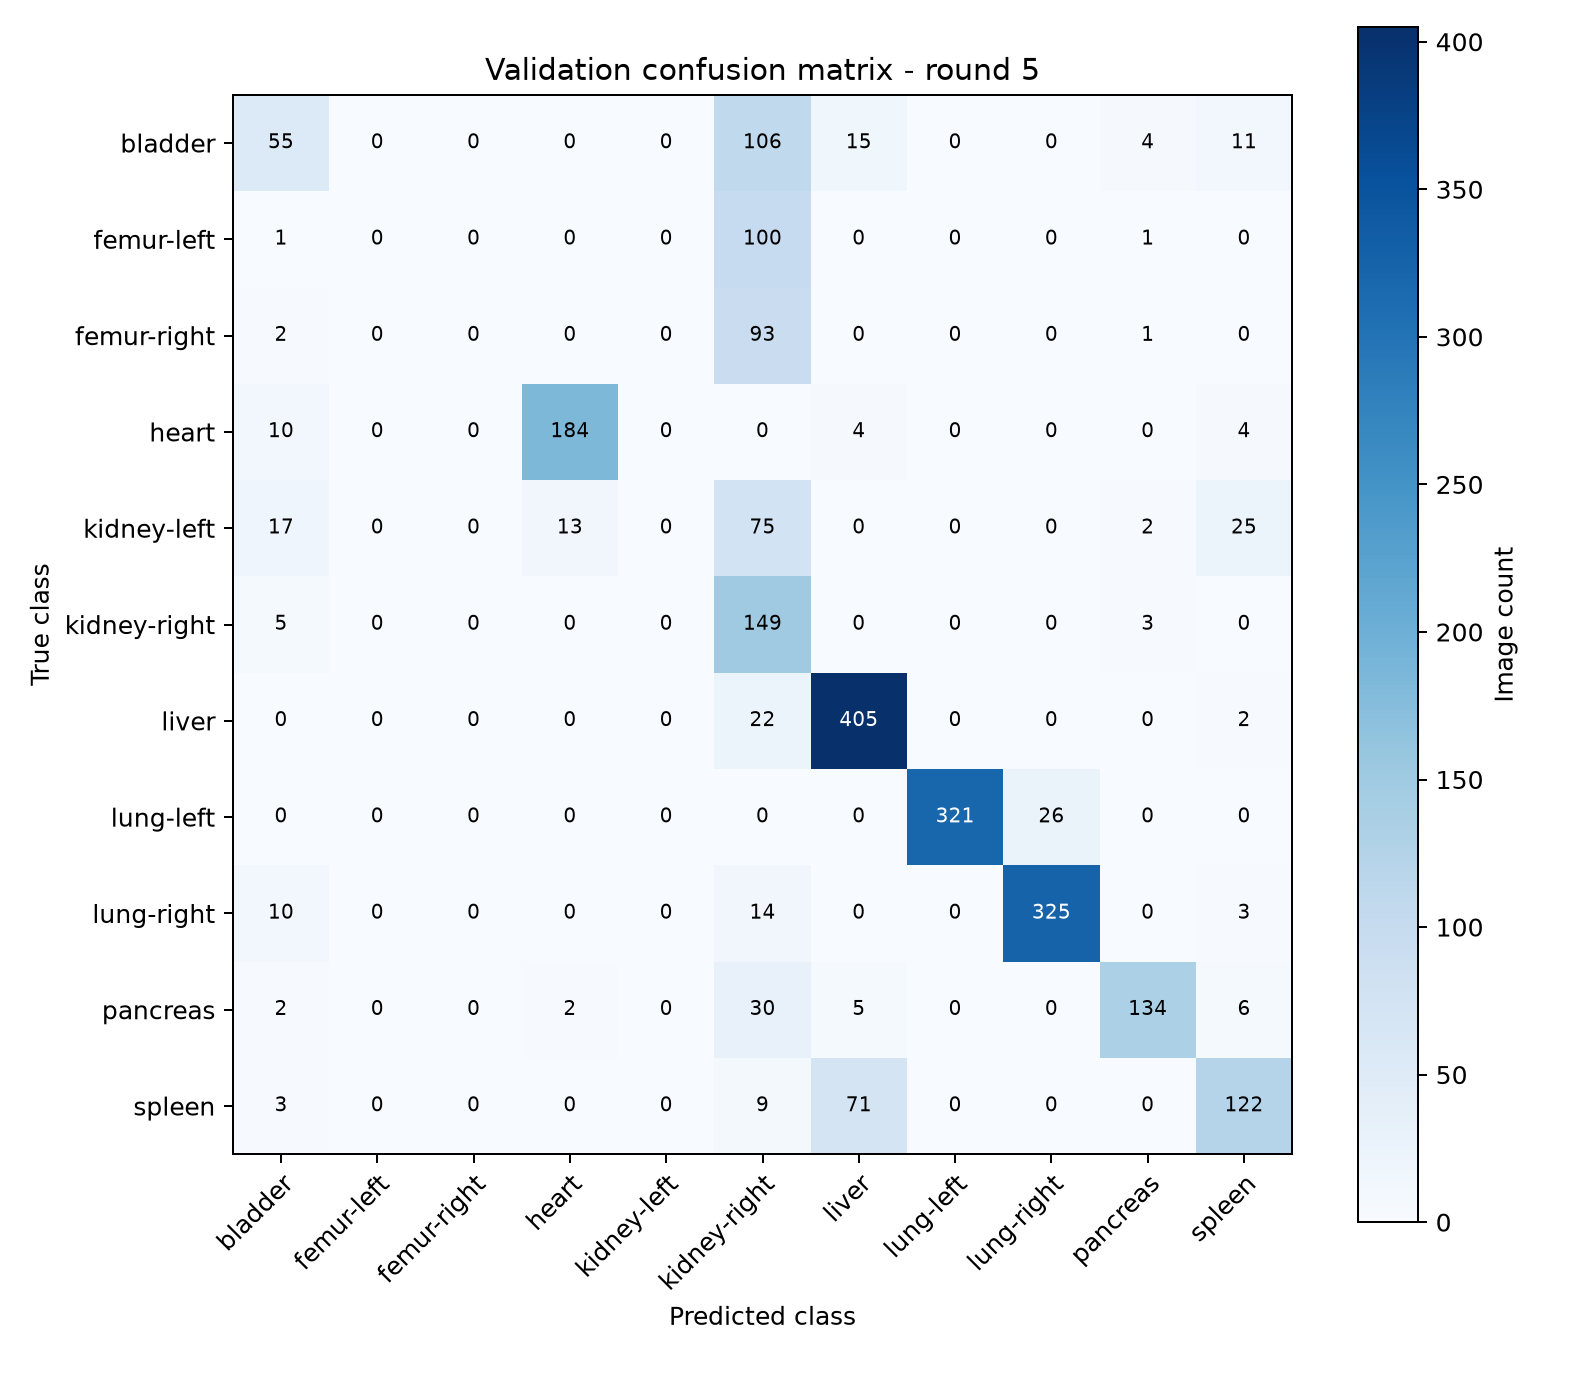 Validation confusion matrix - round 5
bladder 55 0 0 0 0 106 15 0 0 4 11
femur-left 1 0 0 0 0 100 0 0 0 1 0
femur-right 2 0 0 0 0 93 0 0 0 1 0
heart 10 0 0 184 0 0 4 0 0 0 4
kidney-left 17 0 0 13 0 75 0 0 0 2 25
kidney-right 5 0 0 0 0 149 0 0 0 3 0
liver 0 0 0 0 0 22 405 0 0 0 2
lung-left 0 0 0 0 0 0 0 321 26 0 0
lung-right 10 0 0 0 0 14 0 0 325 0 3
pancreas 2 0 0 2 0 30 5 0 0 134 6
spleen 3 0 0 0 0 9 71 0 0 0 122
True class
bladder femur-left femur-right heart kidney-left kidney-right liver lung-left lung-right pancreas spleen
Predicted class
400
350
300
250
200
150
100
50
0
Image count